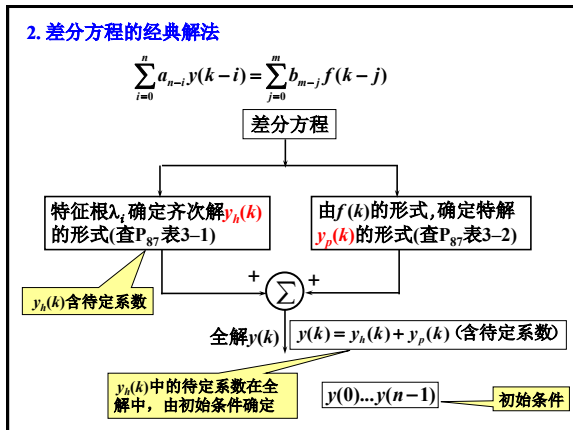 2. 差分方程的经典解法
$$\sum_{i=0}^{n} a_{n-i} y(k-i) = \sum_{j=0}^{m} b_{m-j} f(k-j)$$
差分方程
特征根λ_i确定齐次解y_h(k)
的形式(查P_87表3–1)
由f(k)的形式,确定特解
y_p(k)的形式(查P_87表3–2)
+
+
∑
y_h(k)含待定系数
全解y(k)
y(k) = y_h(k) + y_p(k) (含待定系数)
y_h(k)中的待定系数在全
解中，由初始条件确定
y(0)...y(n−1)
初始条件